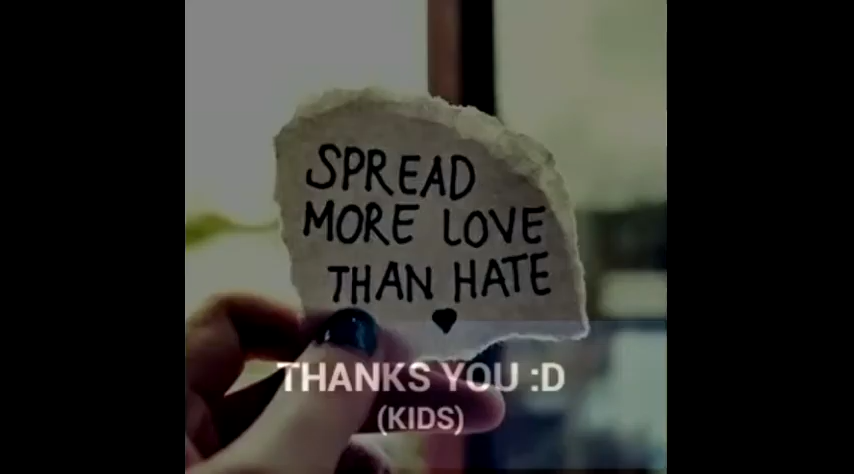 SPREAD
MORE LOVE
THAN HATE
THANKS YOU :D
(KIDS)